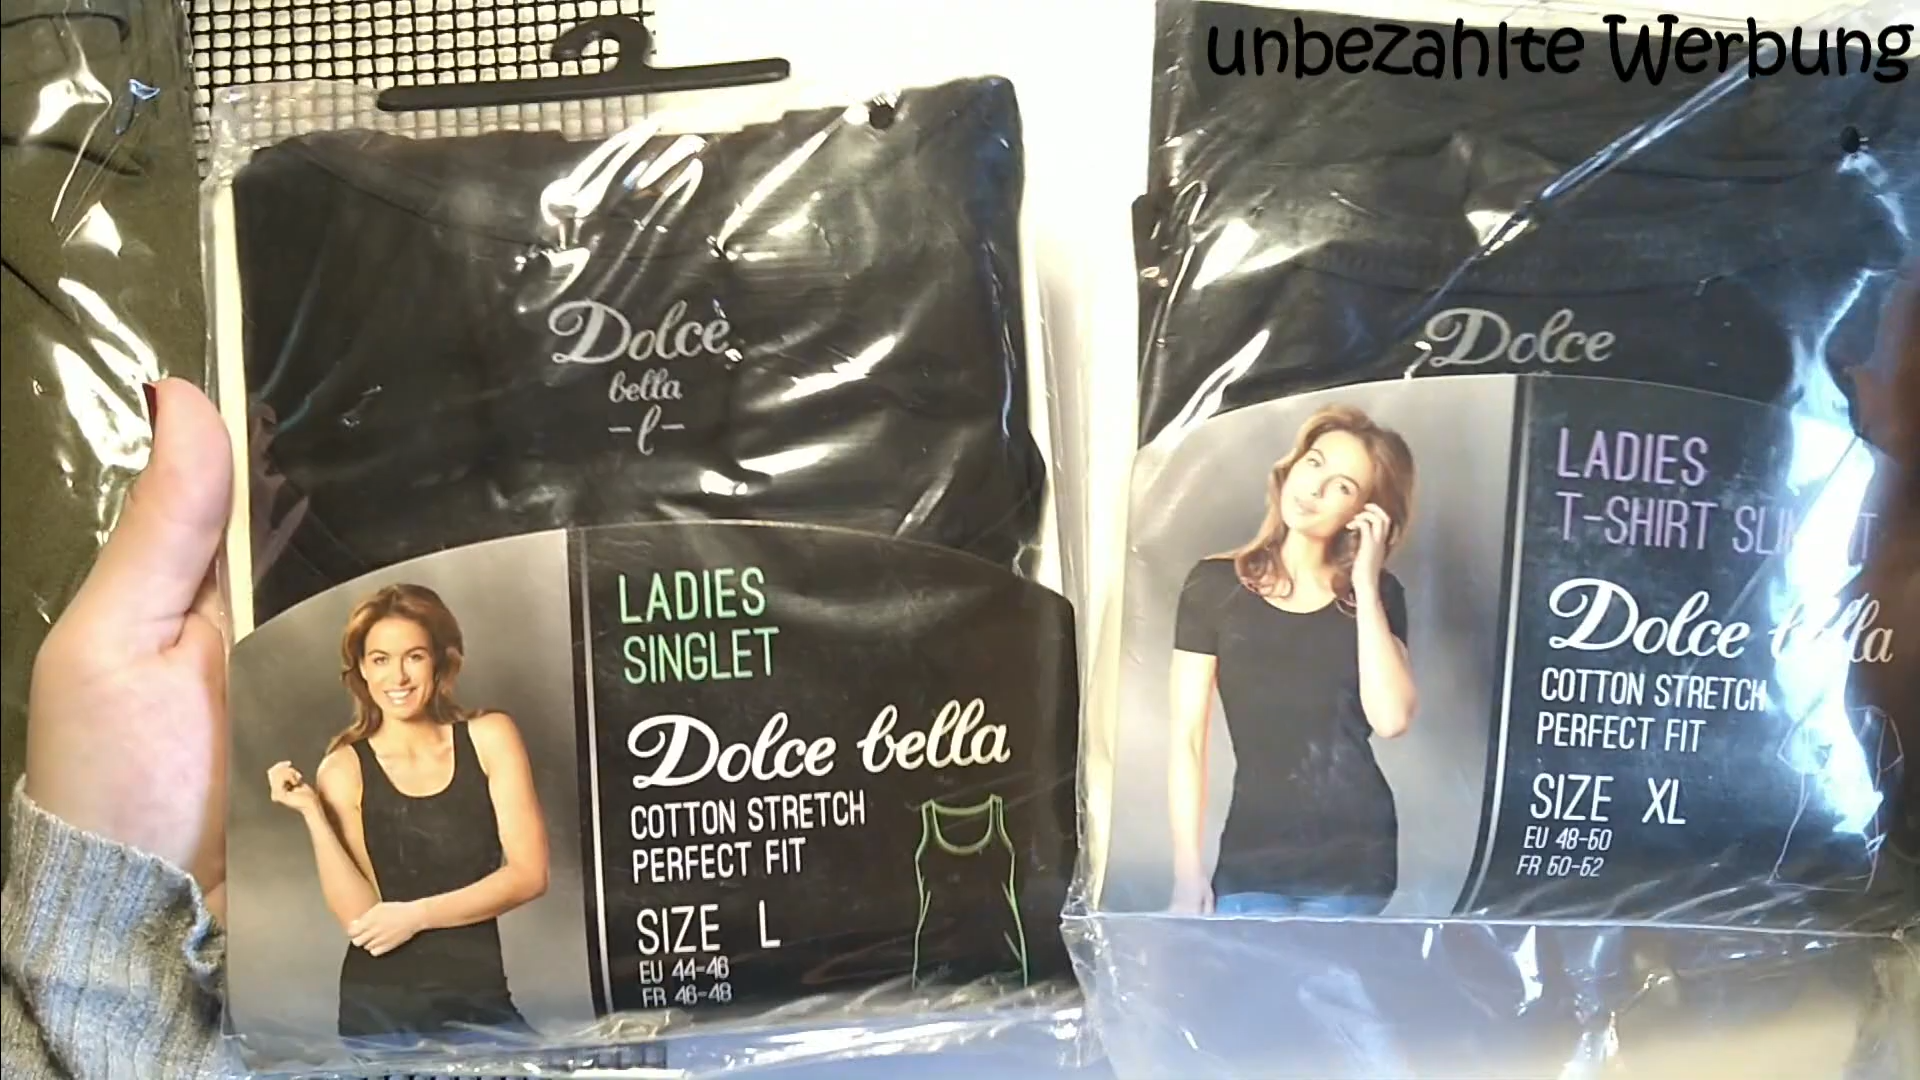 unbezahlte Werbung
Dolce
bella
-l-
LADIES
SINGLET
Dolce bella
COTTON STRETCH
PERFECT FIT
SIZE L
EU 44-46
FR 46-48
Dolce
LADIES
T-SHIRT
Dolce bella
COTTON STRETCH
PERFECT FIT
SIZE XL
EU 48-50
FR 50-52